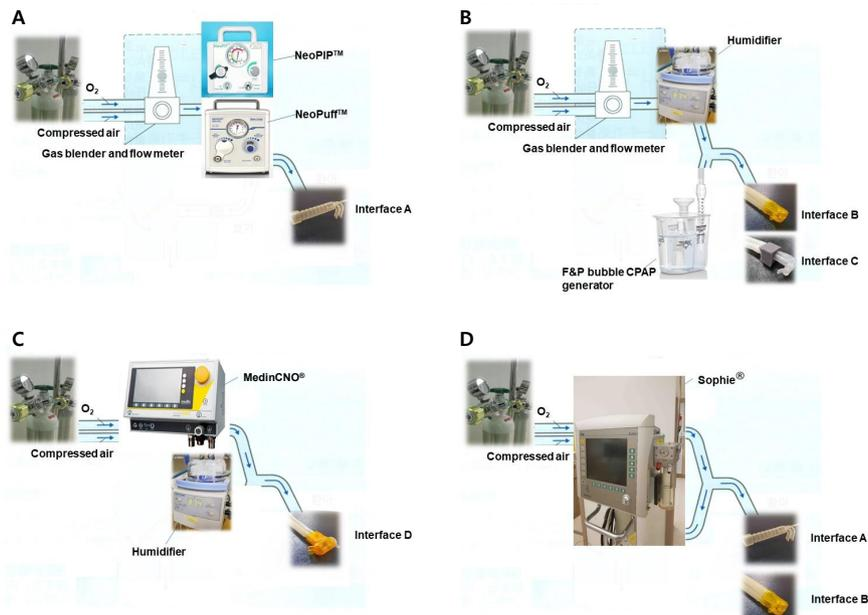 A
O2
Compressed air
Gas blender and flow meter
NeoPIP™
NeoPuff™
Interface A
B
O2
Compressed air
Gas blender and flow meter
Humidifier
Interface B
Interface C
F&P bubble CPAP
generator
C
O2
Compressed air
MedinCNO®
Humidifier
Interface D
D
O2
Compressed air
Sophie®
Interface A
Interface B